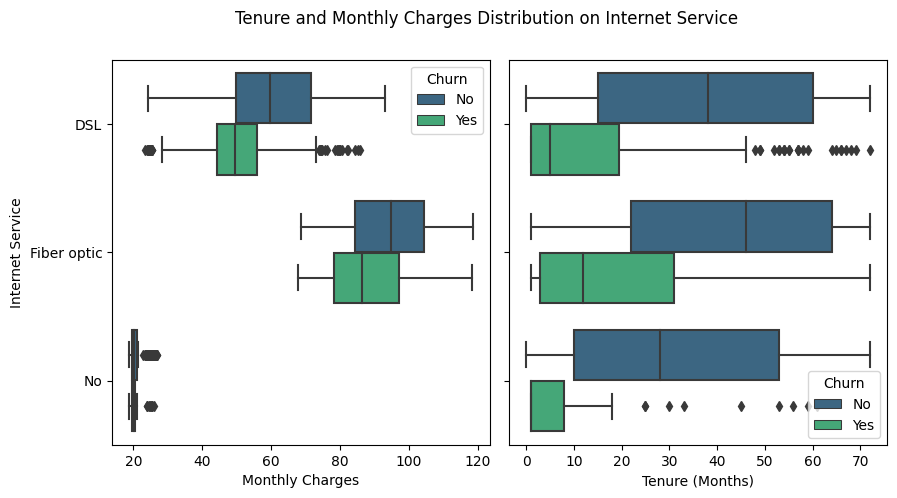 Tenure and Monthly Charges Distribution on Internet Service
Internet Service
DSL
Fiber optic
No
Churn
No
Yes
20 40 60 80 100 120
Monthly Charges
Churn
No
Yes
0 10 20 30 40 50 60 70
Tenure (Months)